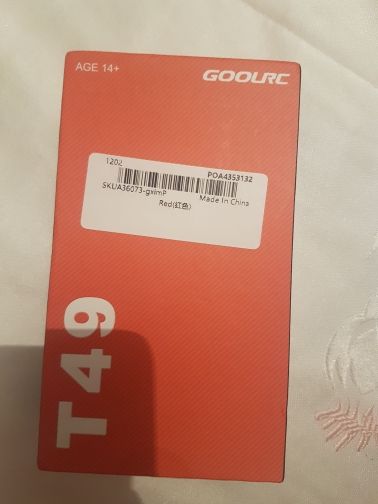 AGE 14+
GOOLRC
1202
POA4353132
SKUA36073-gximP
Made In China
Red(红色)
T49